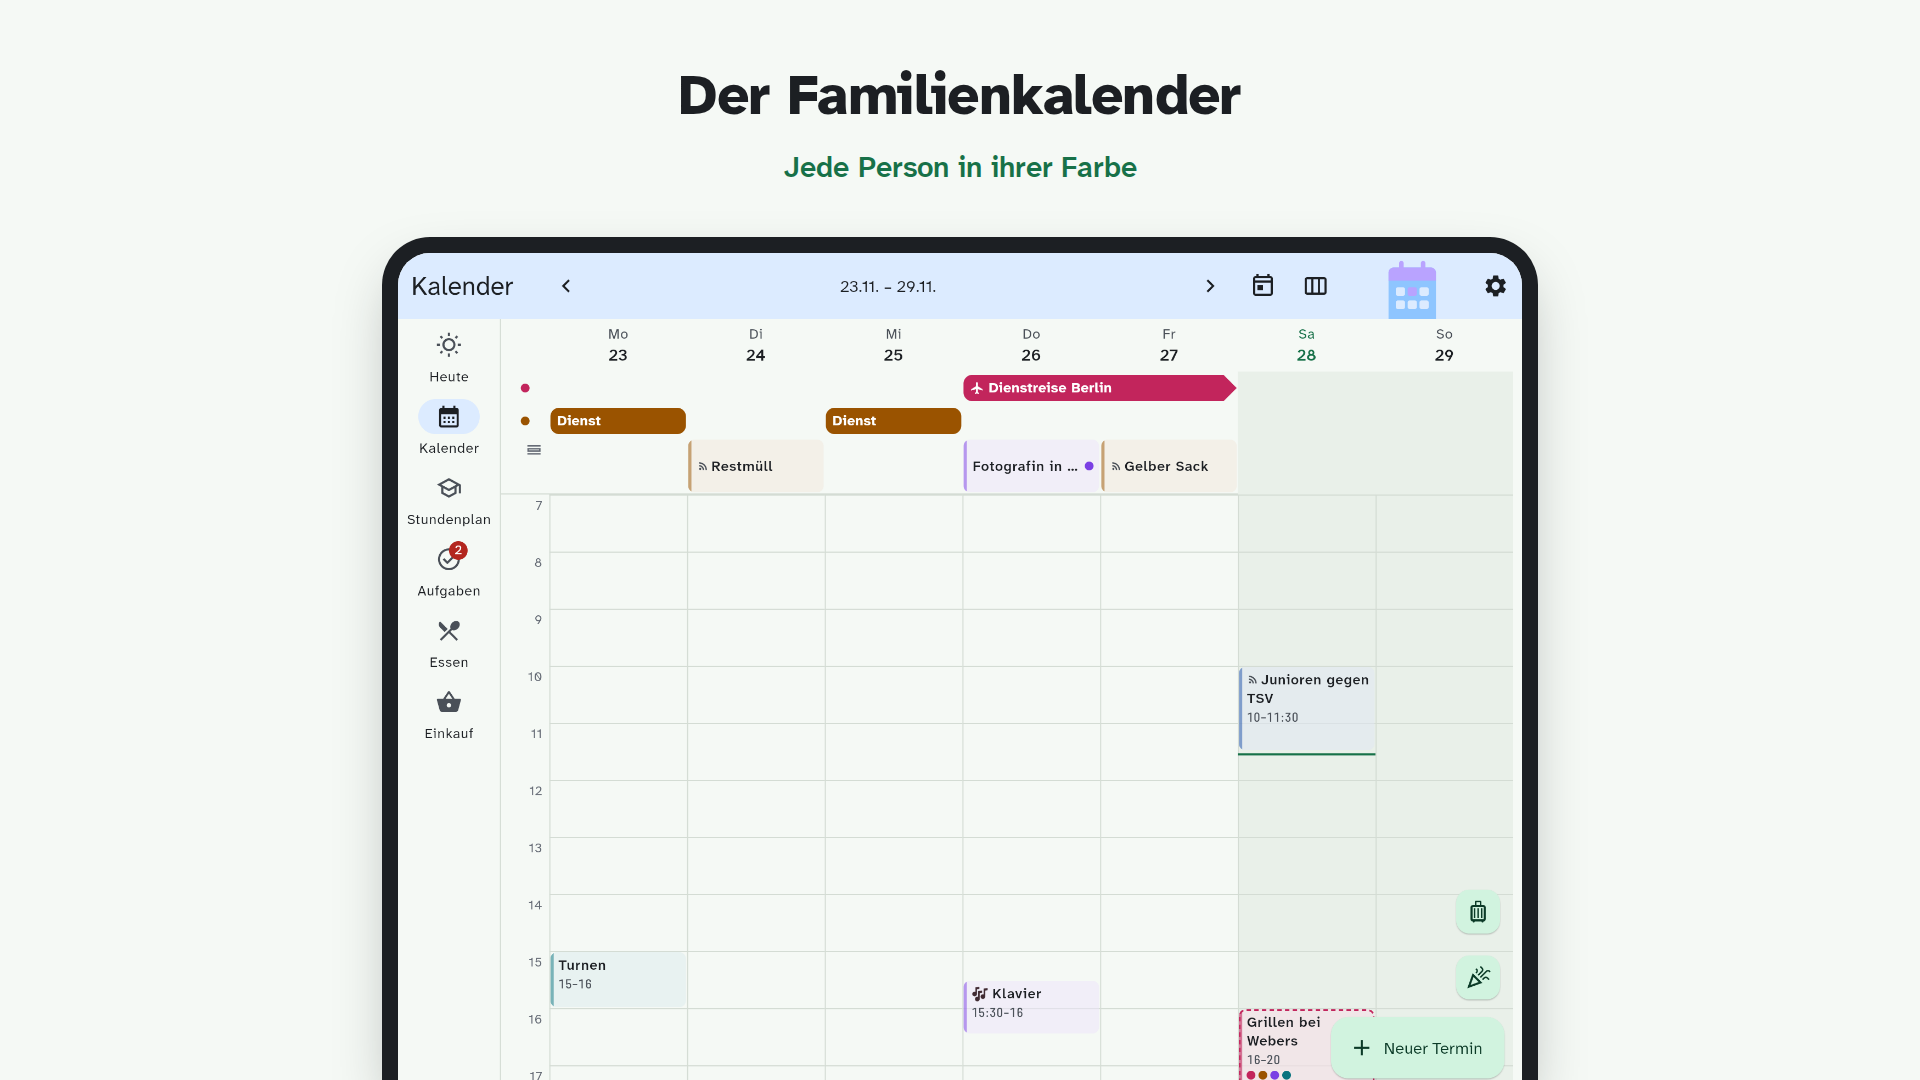 Der Familienkalender
Jede Person in ihrer Farbe
Kalender
23.11. – 29.11.
Mo
23
Di
24
Mi
25
Do
26
Fr
27
Sa
28
So
29
Dienstreise Berlin
Dienst
Dienst
Restmüll
Fotografin in ...
Gelber Sack
Heute
Kalender
Stundenplan
2
Aufgaben
Essen
Einkauf
7
8
9
10
11
12
13
14
15
16
17
Junioren gegen
TSV
10–11:30
Turnen
15–16
Klavier
15:30–16
Grillen bei
Webers
16–20
Neuer Termin